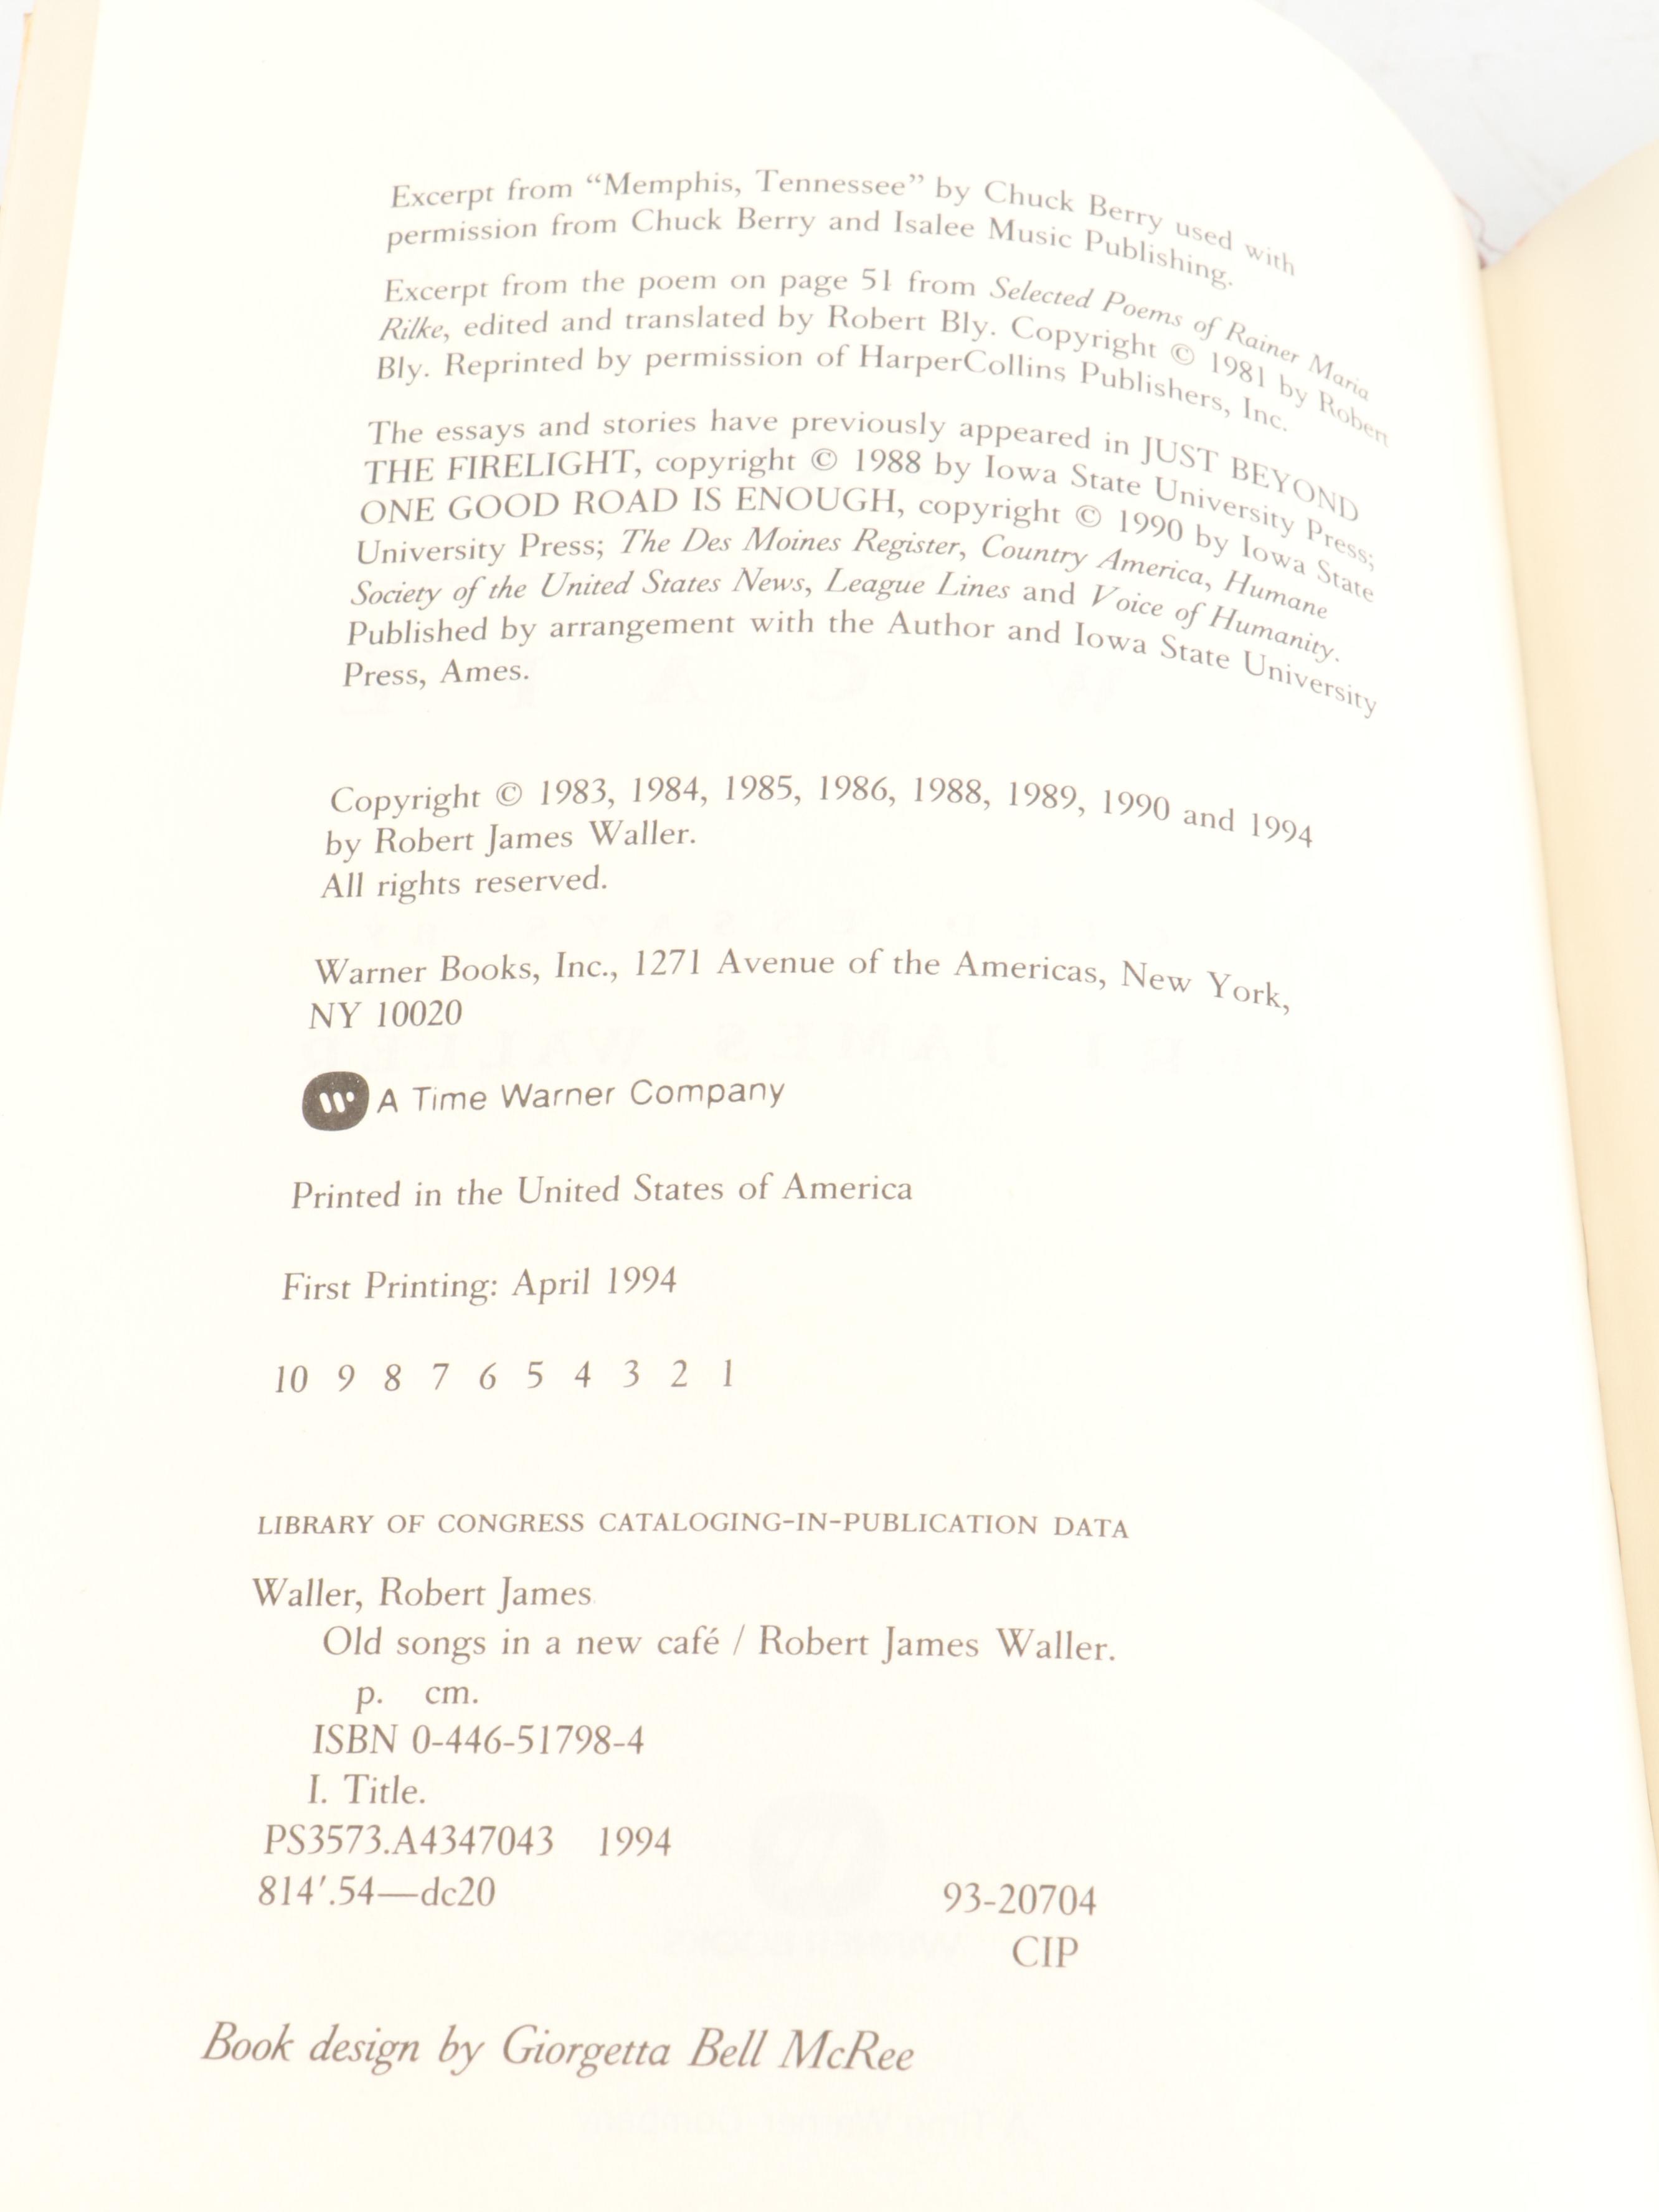 Excerpt from “Memphis, Tennessee” by Chuck Berry used with
permission from Chuck Berry and Isalee Music Publishing.
Excerpt from the poem on page 51 from Selected Poems of Rainer Maria
Rilke, edited and translated by Robert Bly. Copyright © 1981 by Robert
Bly. Reprinted by permission of HarperCollins Publishers, Inc.
The essays and stories have previously appeared in JUST BEYOND
THE FIRELIGHT, copyright © 1988 by Iowa State University Press;
ONE GOOD ROAD IS ENOUGH, copyright © 1990 by Iowa State
University Press; The Des Moines Register, Country America, Humane
Society of the United States News, League Lines and Voice of Humanity.
Published by arrangement with the Author and Iowa State University
Press, Ames.
Copyright © 1983, 1984, 1985, 1986, 1988, 1989, 1990 and 1994
by Robert James Waller.
All rights reserved.
Warner Books, Inc., 1271 Avenue of the Americas, New York,
NY 10020
A Time Warner Company
Printed in the United States of America
First Printing: April 1994
10 9 8 7 6 5 4 3 2 1
LIBRARY OF CONGRESS CATALOGING-IN-PUBLICATION DATA
Waller, Robert James
Old songs in a new café / Robert James Waller.
p. cm.
ISBN 0-446-51798-4
I. Title.
PS3573.A4347043 1994
814′.54—dc20 93-20704
CIP
Book design by Giorgetta Bell McRee